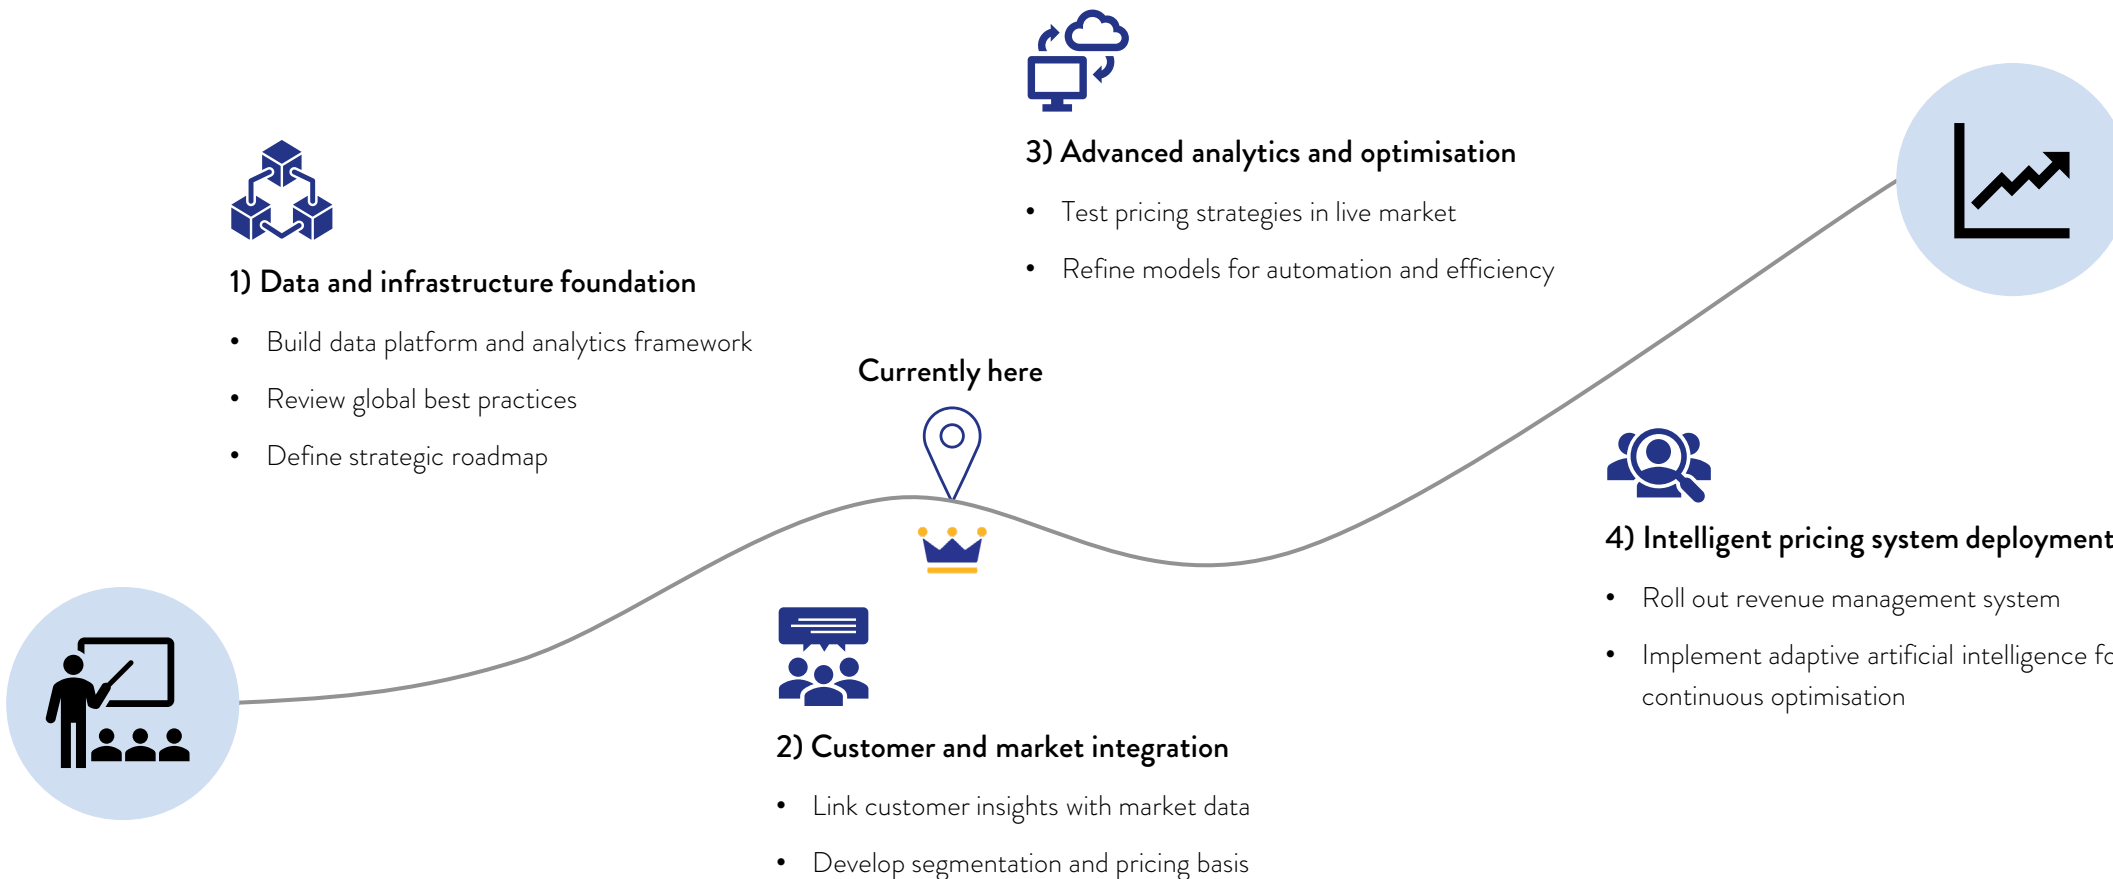 1) Data and infrastructure foundation
• Build data platform and analytics framework
• Review global best practices
• Define strategic roadmap
Currently here
2) Customer and market integration
• Link customer insights with market data
• Develop segmentation and pricing basis
3) Advanced analytics and optimisation
• Test pricing strategies in live market
• Refine models for automation and efficiency
4) Intelligent pricing system deployment
• Roll out revenue management system
• Implement adaptive artificial intelligence
continuous optimisation